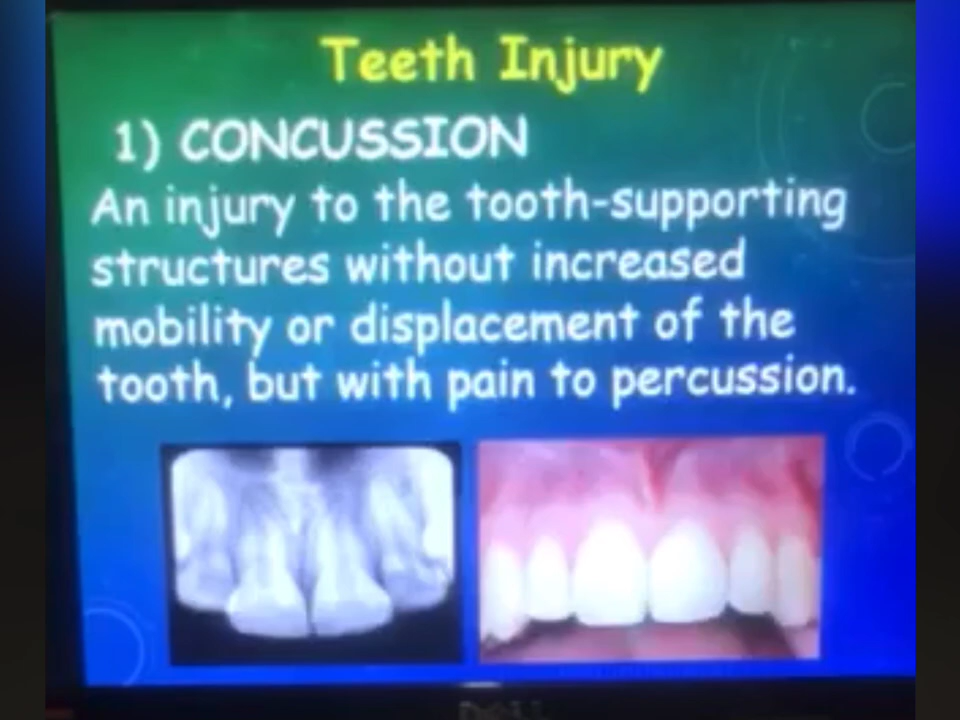 Teeth Injury
1) CONCUSSION
An injury to the tooth-supporting
structures without increased
mobility or displacement of the
tooth, but with pain to percussion.
DELL